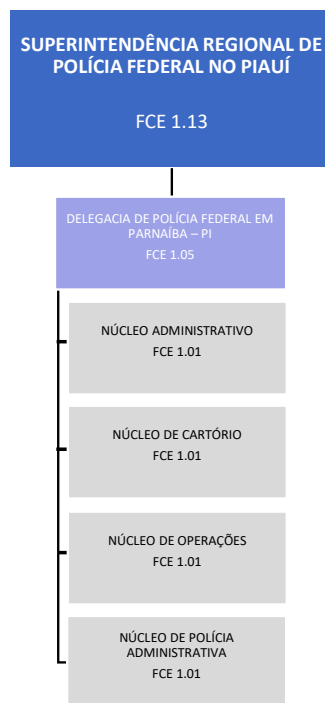 SUPERINTENDÊNCIA REGIONAL DE
POLÍCIA FEDERAL NO PIAUÍ
FCE 1.13
DELEGACIA DE POLÍCIA FEDERAL EM
PARNAÍBA – PI
FCE 1.05
NÚCLEO ADMINISTRATIVO
FCE 1.01
NÚCLEO DE CARTÓRIO
FCE 1.01
NÚCLEO DE OPERAÇÕES
FCE 1.01
NÚCLEO DE POLÍCIA
ADMINISTRATIVA
FCE 1.01